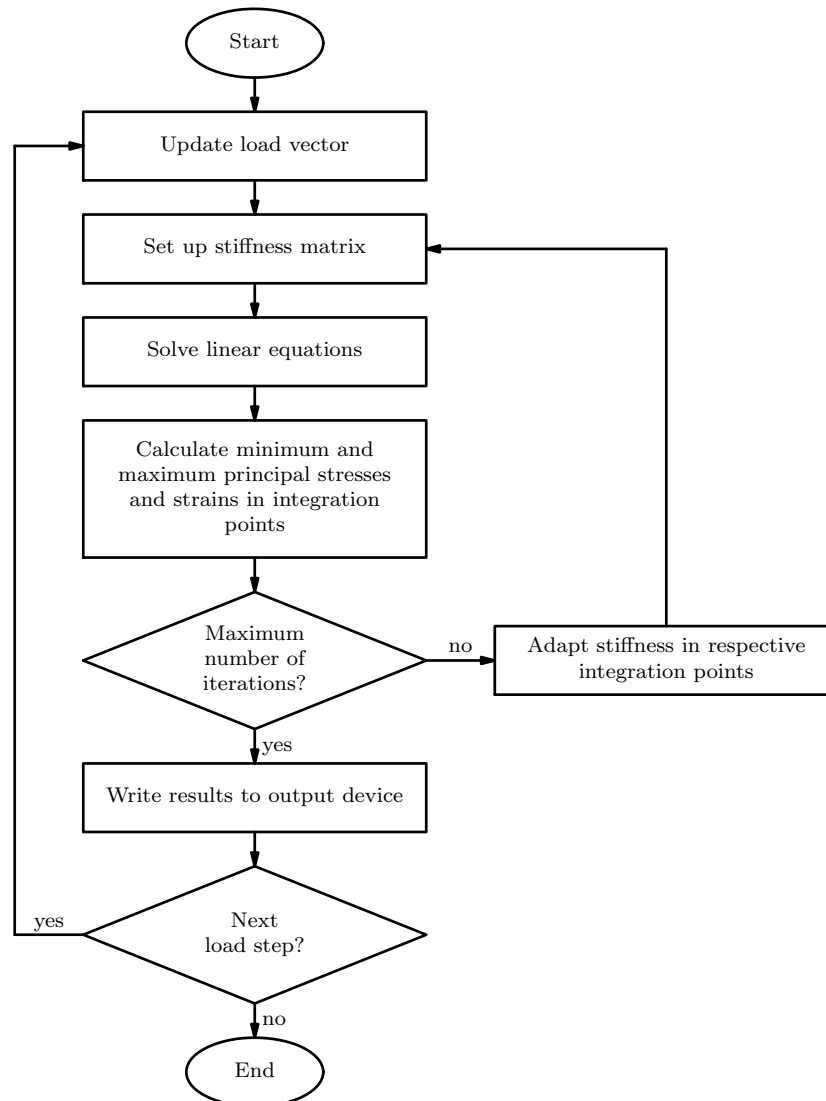 Start
Update load vector
Set up stiffness matrix
Solve linear equations
Calculate minimum and
maximum principal stresses
and strains in integration
points
Maximum
number of
iterations?
no
Adapt stiffness in respective
integration points
yes
Write results to output device
Next
load step?
yes
no
End